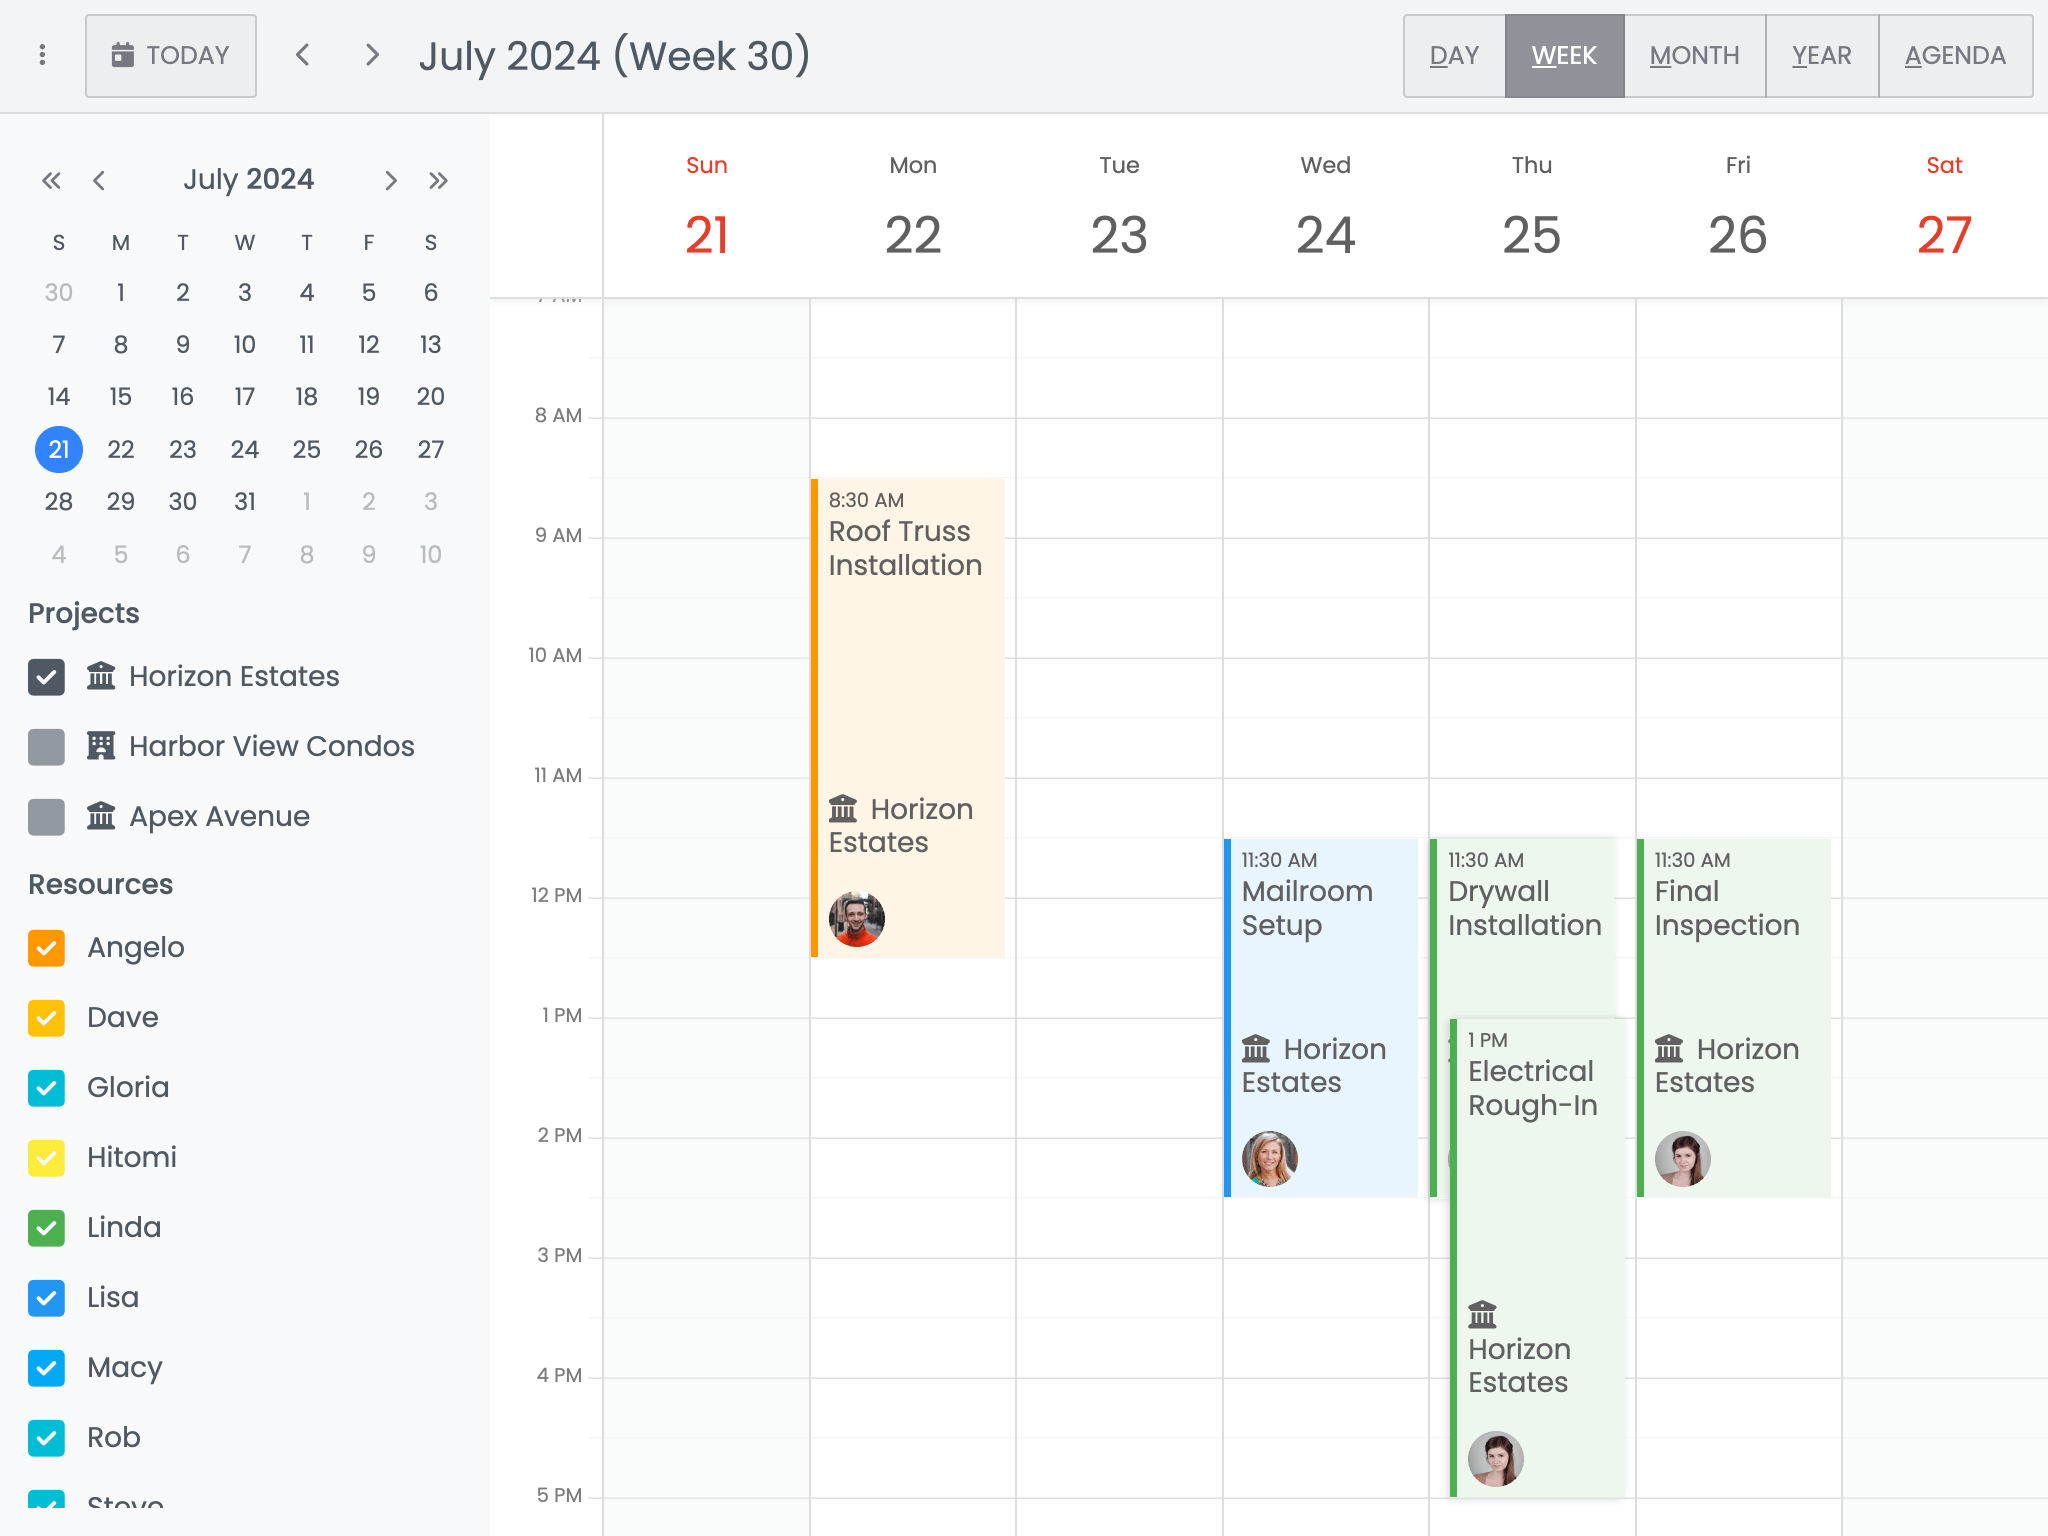 TODAY
July 2024 (Week 30)
DAY
WEEK
MONTH
YEAR
AGENDA
July 2024
S M T W T F S
30 1 2 3 4 5 6
7 8 9 10 11 12 13
14 15 16 17 18 19 20
21 22 23 24 25 26 27
28 29 30 31 1 2 3
4 5 6 7 8 9 10
Projects
Horizon Estates
Harbor View Condos
Apex Avenue
Resources
Angelo
Dave
Gloria
Hitomi
Linda
Lisa
Macy
Rob
Sun Mon Tue Wed Thu Fri Sat
21 22 23 24 25 26 27
8 AM
9 AM
10 AM
11 AM
12 PM
1 PM
2 PM
3 PM
4 PM
5 PM
8:30 AM
Roof Truss
Installation
Horizon
Estates
11:30 AM
Mailroom
Setup
Horizon
Estates
11:30 AM
Drywall
Installation
1 PM
Electrical
Rough-In
Horizon
Estates
11:30 AM
Final
Inspection
Horizon
Estates